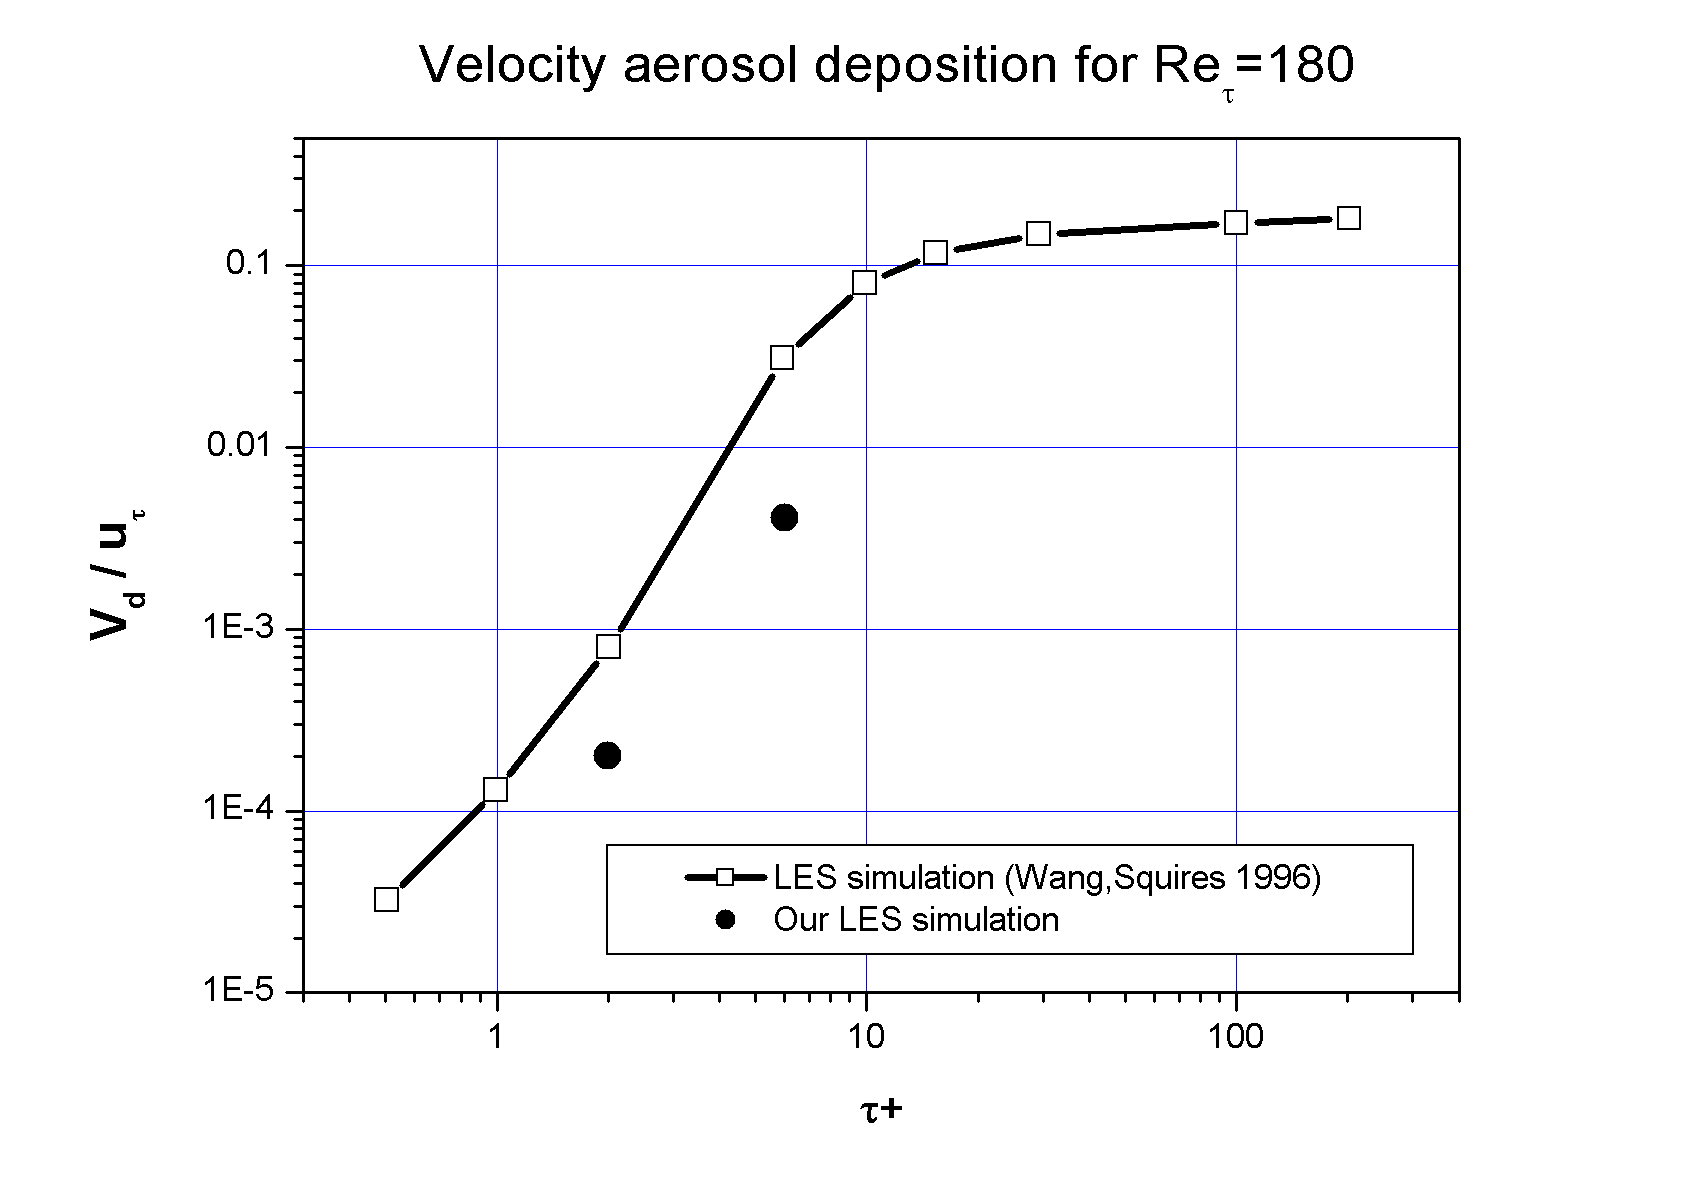 Velocity aerosol deposition for Reτ=180
0.1
0.01
1E-3
1E-4
1E-5
Vd / uτ
LES simulation (Wang,Squires 1996)
Our LES simulation
1 10 100
τ+